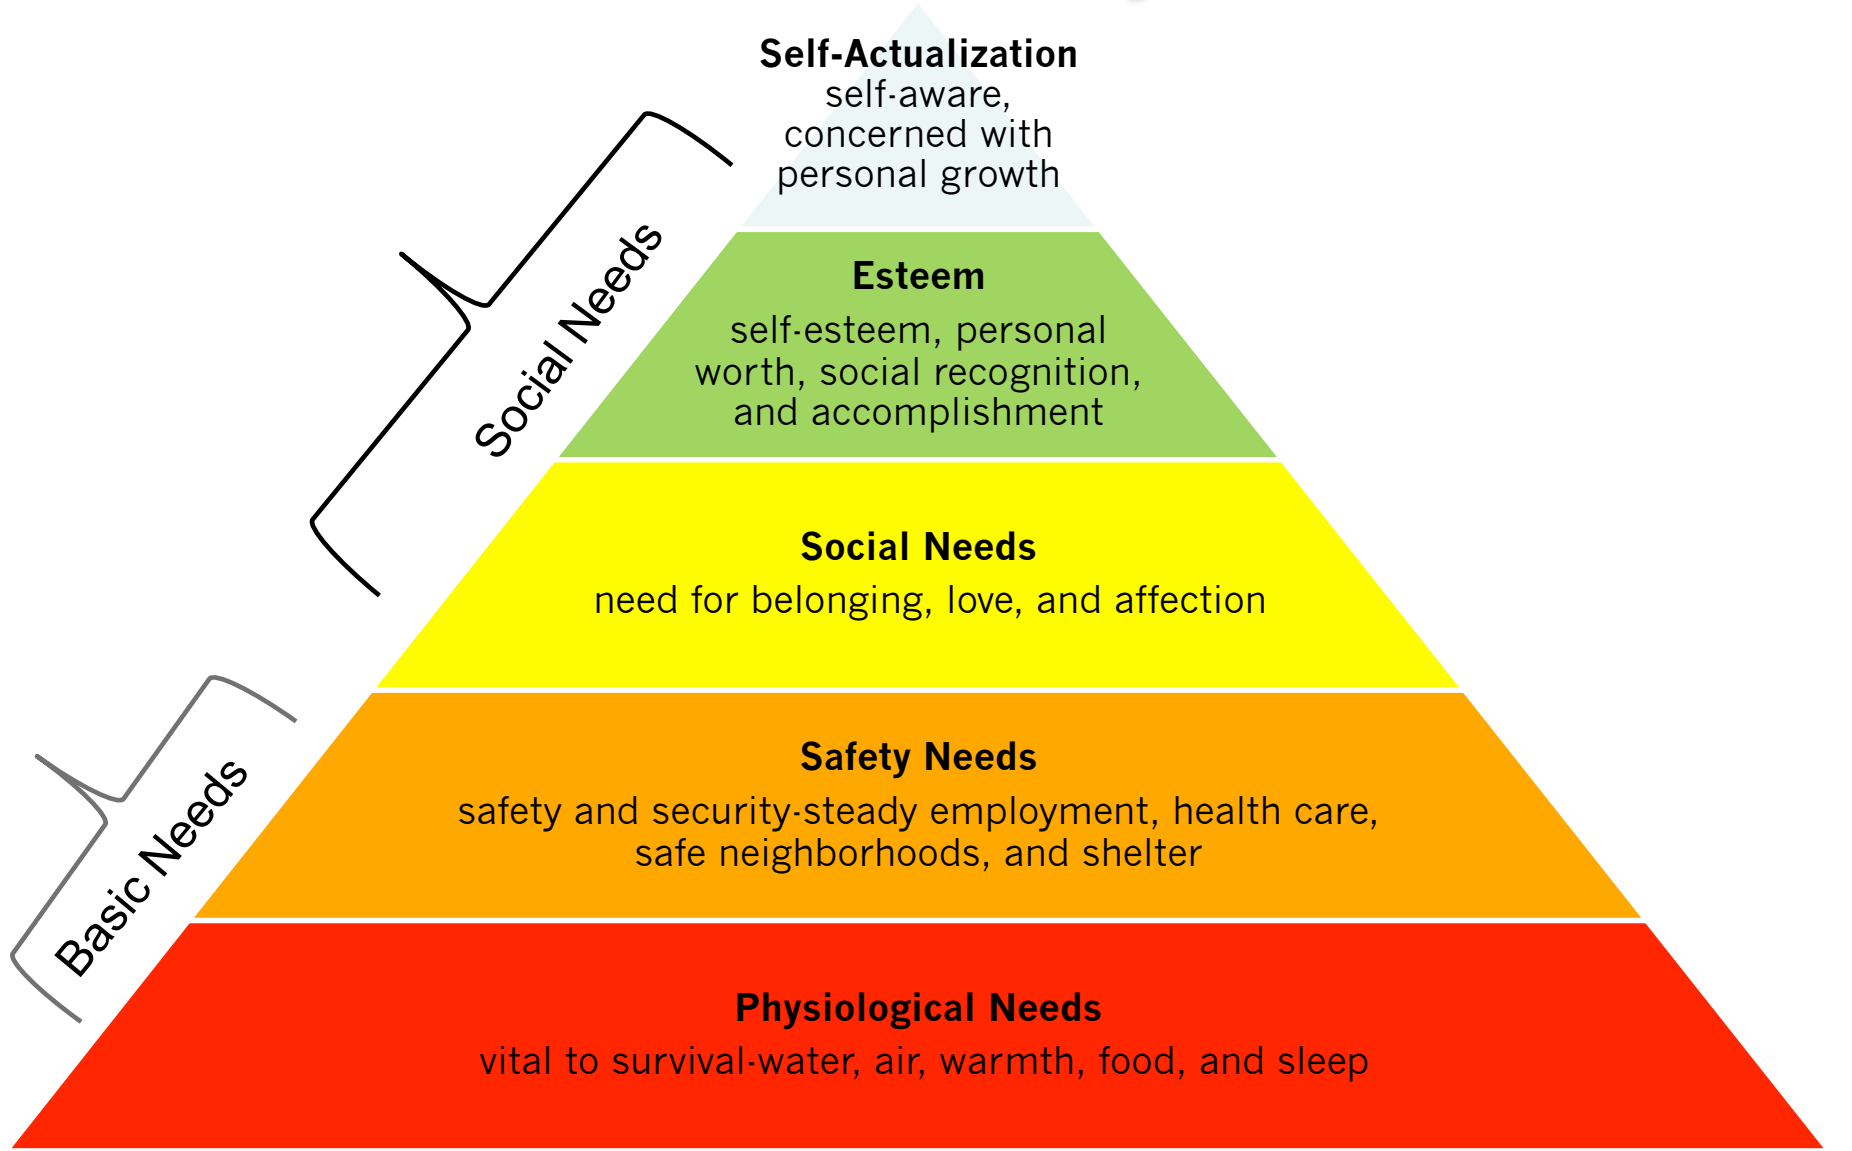 Self-Actualization
self-aware,
concerned with
personal growth
Social Needs
Esteem
self-esteem, personal
worth, social recognition,
and accomplishment
Social Needs
need for belonging, love, and affection
Basic Needs
Safety Needs
safety and security-steady employment, health care,
safe neighborhoods, and shelter
Physiological Needs
vital to survival-water, air, warmth, food, and sleep